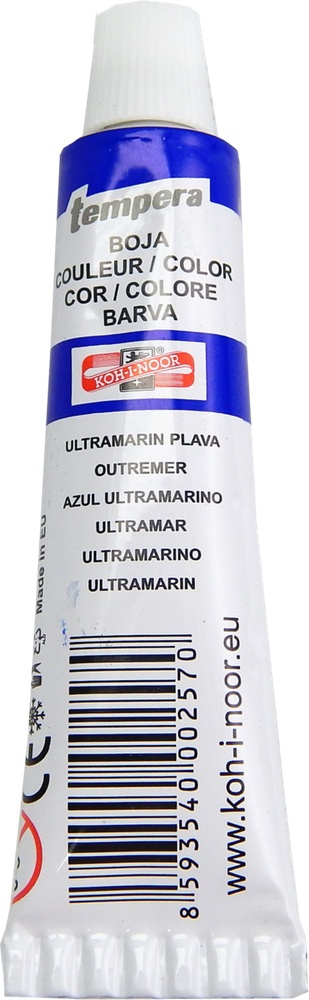 tempera
BOJA
COULEUR / COLOR
COR / COLORE
BARVA
KOH-I-NOOR®
ULTRAMARIN PLAVA
OUTREMER
AZUL ULTRAMARINO
ULTRAMAR
ULTRAMARINO
ULTRAMARIN
Made in EU
CE
8 593540 002570
www.koh-i-noor.eu